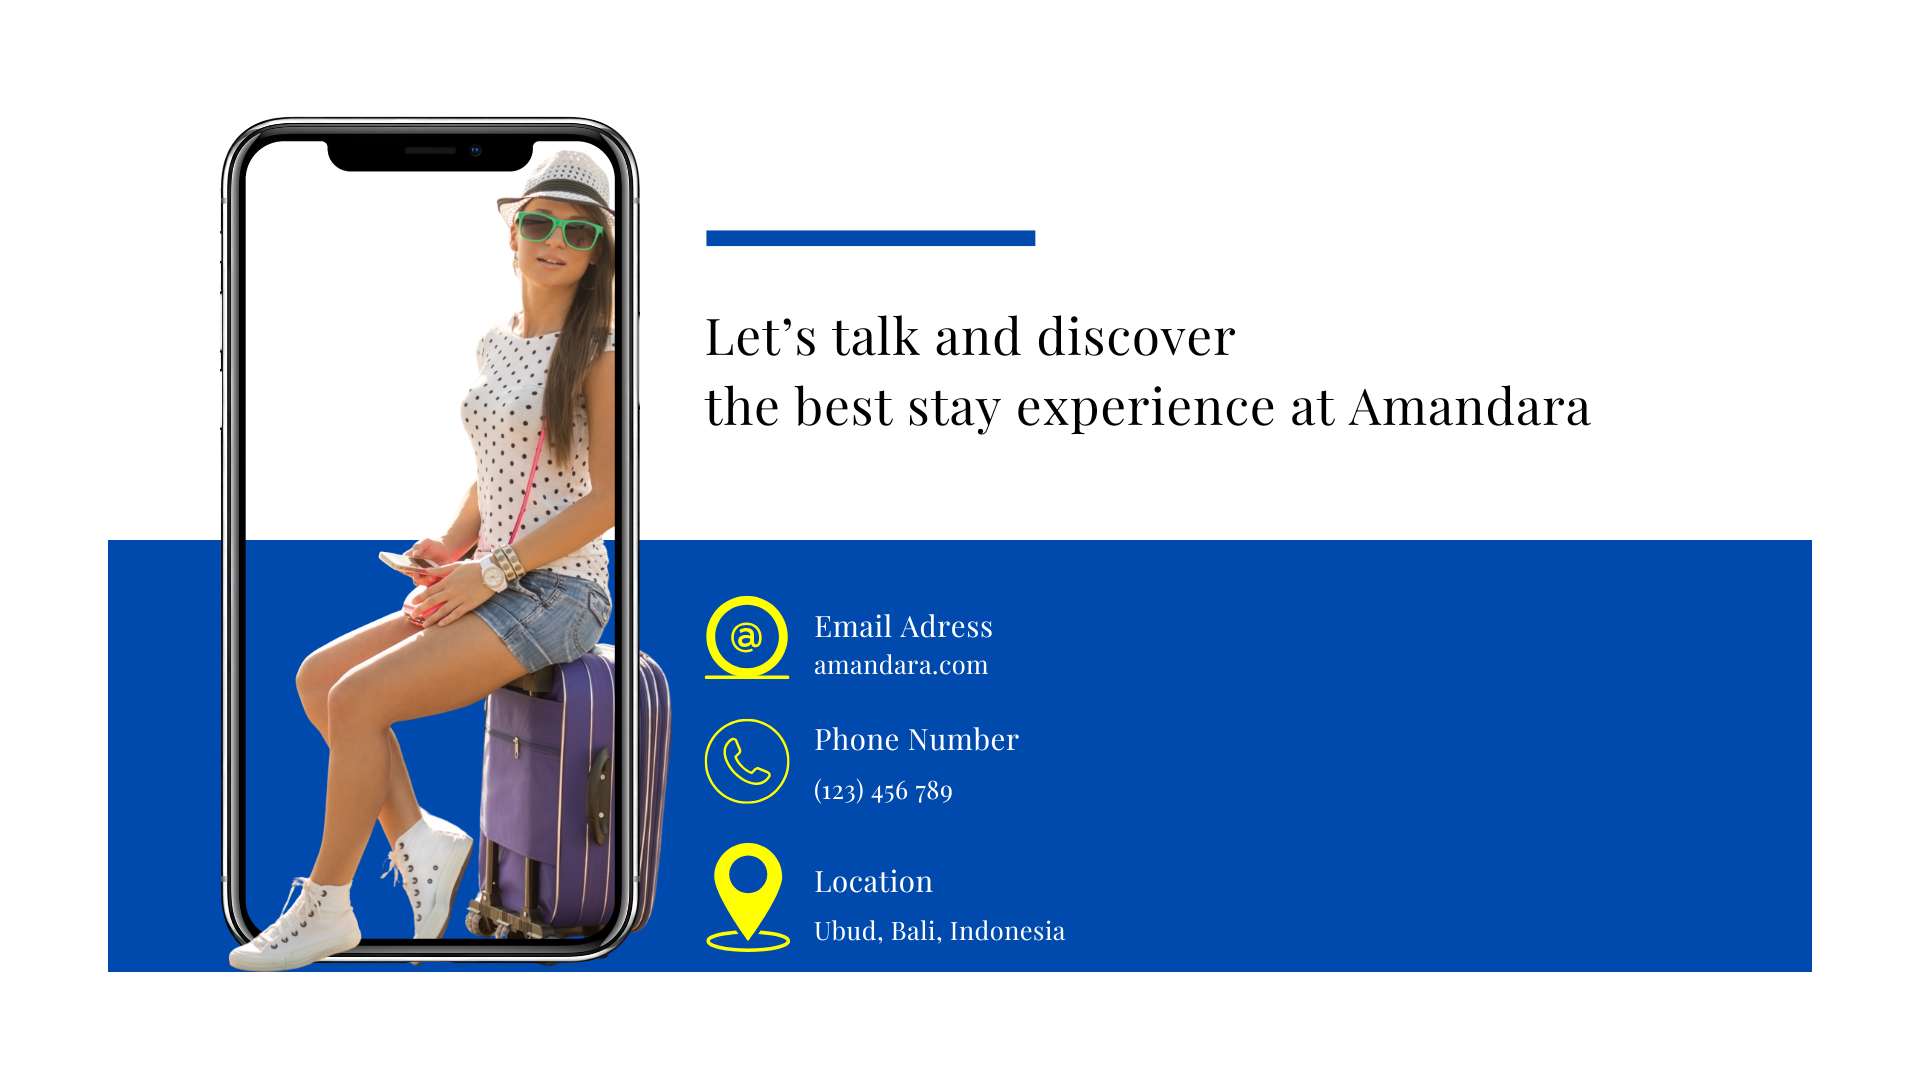 Let’s talk and discover
the best stay experience at Amandara
@
Email Adress
amandara.com
Phone Number
(123) 456 789
Location
Ubud, Bali, Indonesia